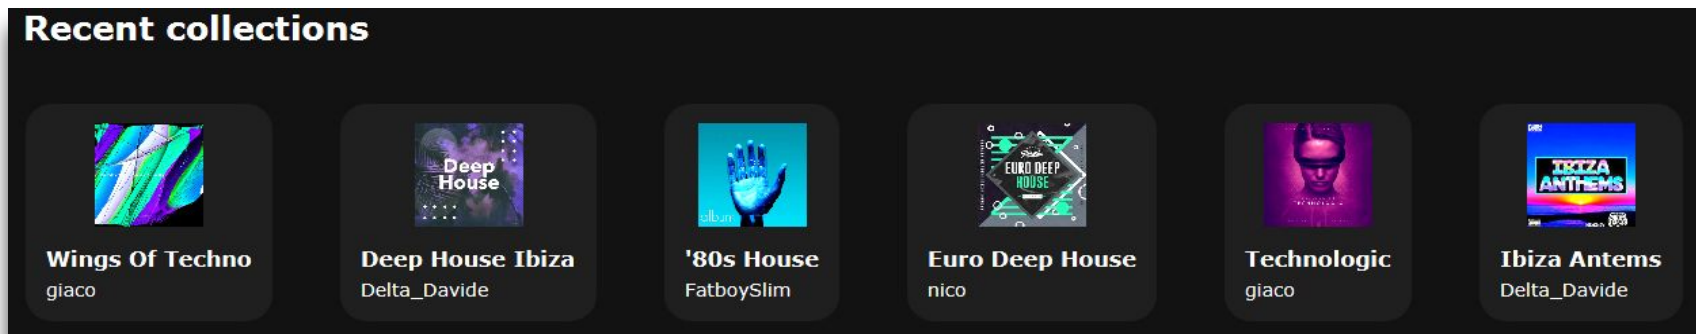 Recent collections
Deep
House
album
EURO DEEP
HOUSE
IBIZA
ANTHEMS
Wings Of Techno
Deep House Ibiza
'80s House
Euro Deep House
Technologic
Ibiza Antems
giaco
Delta_Davide
FatboySlim
nico
giaco
Delta_Davide